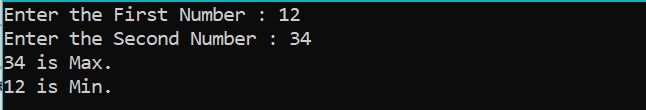 Enter the First Number : 12
Enter the Second Number : 34
34 is Max.
12 is Min.